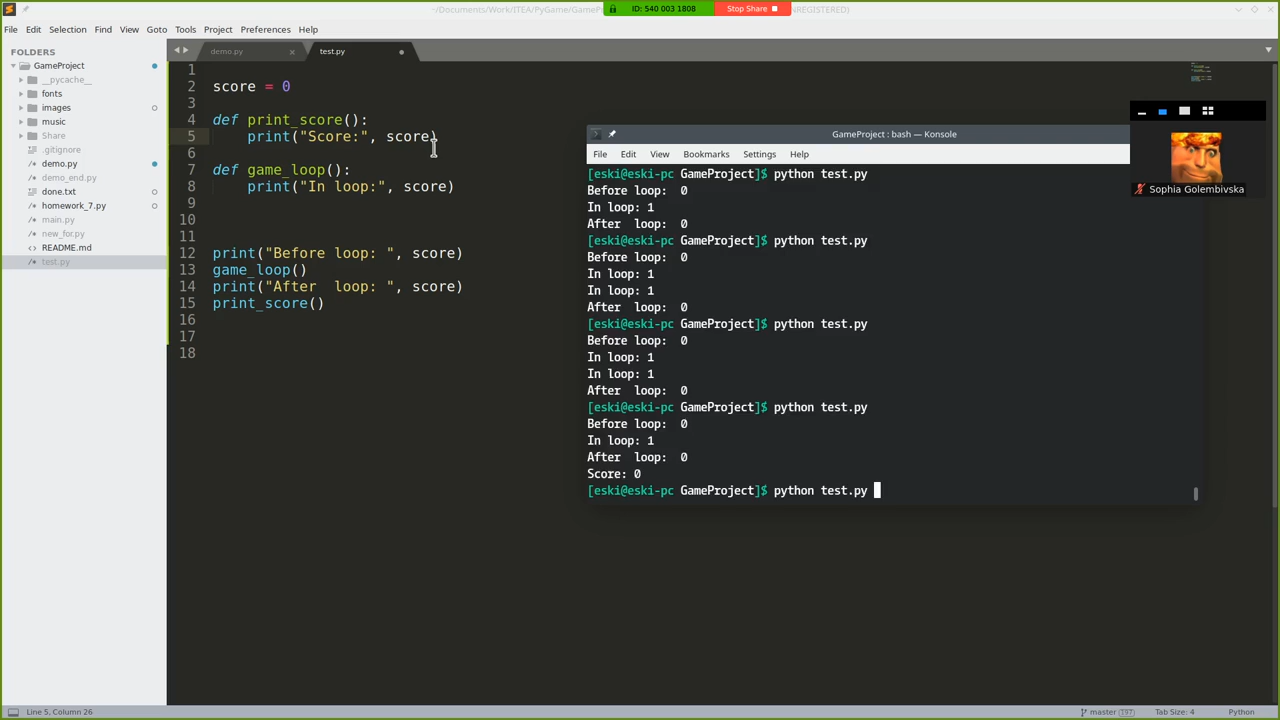 ~/Documents/Work/ITEA/PyGame/GameP
REGISTERED)
ID: 540 003 1808
Stop Share
File Edit Selection Find View Goto Tools Project Preferences Help
FOLDERS
GameProject
__pycache__
fonts
images
music
Share
.gitignore
demo.py
demo_end.py
done.txt
homework_7.py
main.py
new_for.py
README.md
test.py
demo.py
test.py
1
2 score = 0
3
4 def print_score():
5 print("Score:", score)
6
7 def game_loop():
8 print("In loop:", score)
9
10
11
12 print("Before loop: ", score)
13 game_loop()
14 print("After  loop: ", score)
15 print_score()
16
17
18
GameProject : bash — Konsole
File Edit View Bookmarks Settings Help
[eski@eski-pc GameProject]$ python test.py
Before loop:  0
In loop: 1
After  loop:  0
[eski@eski-pc GameProject]$ python test.py
Before loop:  0
In loop: 1
In loop: 1
After  loop:  0
[eski@eski-pc GameProject]$ python test.py
Before loop:  0
In loop: 1
In loop: 1
After  loop:  0
[eski@eski-pc GameProject]$ python test.py
Before loop:  0
In loop: 1
After  loop:  0
Score: 0
[eski@eski-pc GameProject]$ python test.py
Sophia Golembivska
Line 5, Column 26
master 197
Tab Size: 4
Python